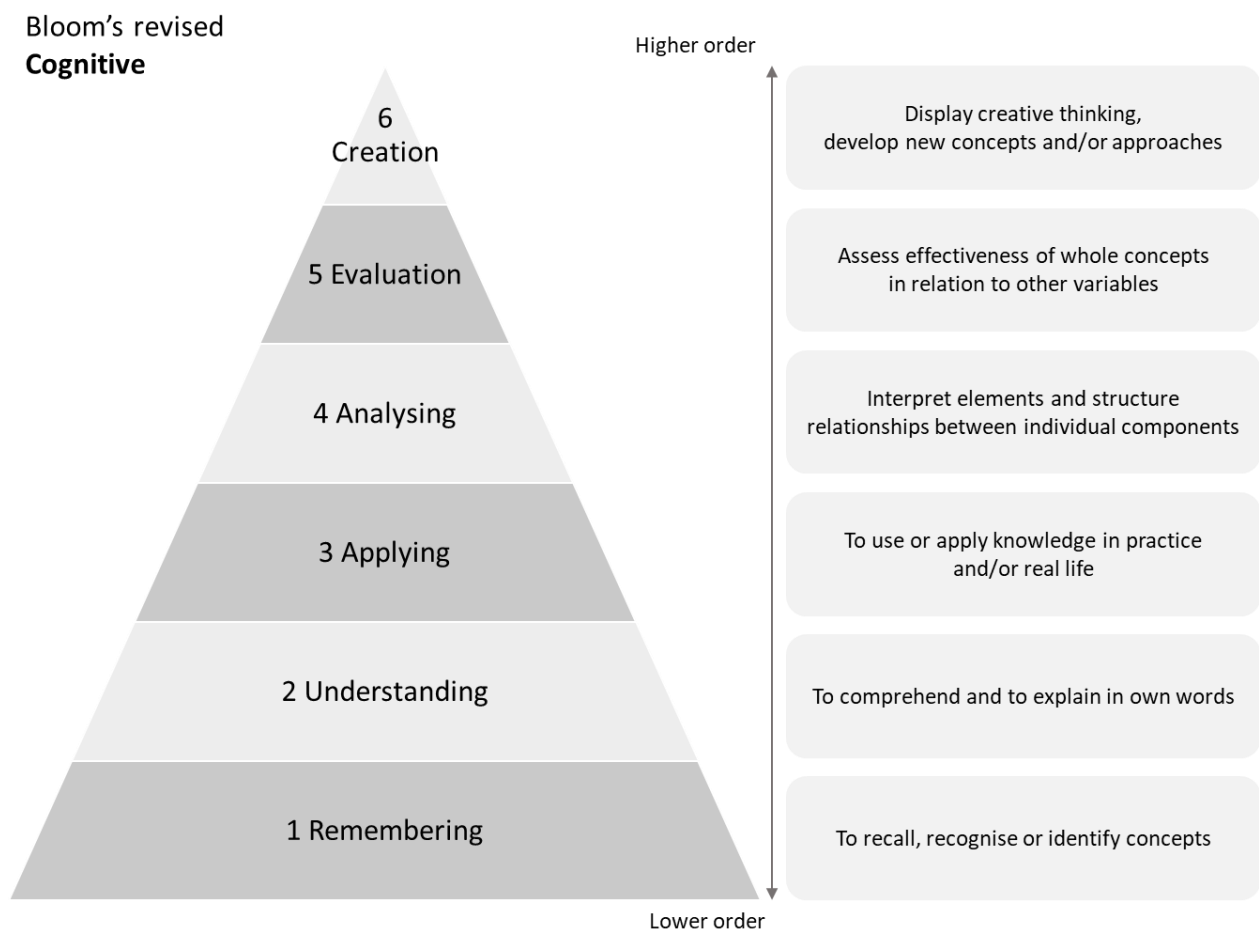 Bloom's revised
Cognitive
Higher order
6
Creation
Display creative thinking,
develop new concepts and/or approaches
5 Evaluation
Assess effectiveness of whole concepts
in relation to other variables
4 Analysing
Interpret elements and structure
relationships between individual components
3 Applying
To use or apply knowledge in practice
and/or real life
2 Understanding
To comprehend and to explain in own words
1 Remembering
To recall, recognise or identify concepts
Lower order